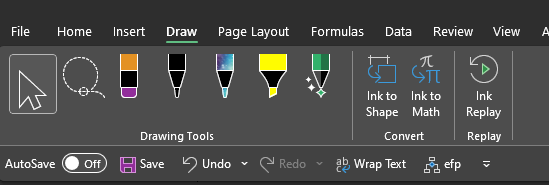 File Home Insert Draw Page Layout Formulas Data Review View
Ink to Shape
Ink to Math
Ink Replay
Drawing Tools Convert Replay
AutoSave Off Save Undo Redo ab Wrap Text efp